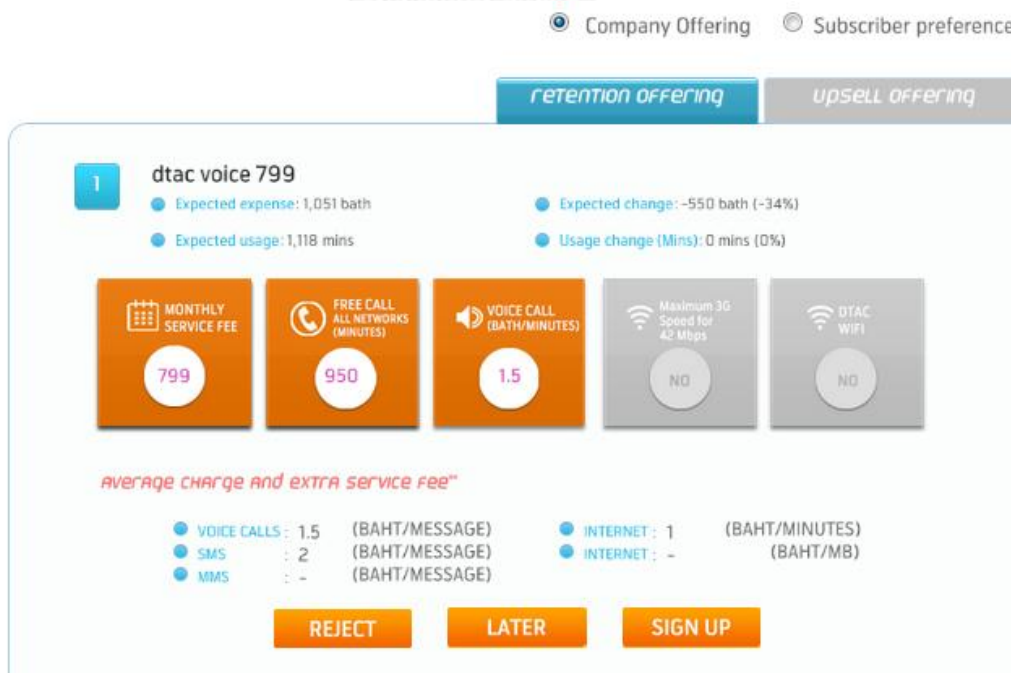 Company Offering Subscriber preference
retention offering upsell offering
1
dtac voice 799
Expected expense: 1,051 bath Expected change: -550 bath (-34%)
Expected usage: 1,118 mins Usage change (Mins): 0 mins (0%)
MONTHLY
SERVICE FEE
799
FREE CALL
ALL NETWORKS
(MINUTES)
950
VOICE CALL
(BATH/MINUTES)
1.5
Maximum 3G
Speed for
42 Mbps
NO
DTAC
WIFI
NO
average charge and extra service fee**
VOICE CALLS : 1.5 (BAHT/MESSAGE) INTERNET : 1 (BAHT/MINUTES)
SMS : 2 (BAHT/MESSAGE) INTERNET : - (BAHT/MB)
MMS : - (BAHT/MESSAGE)
REJECT LATER SIGN UP